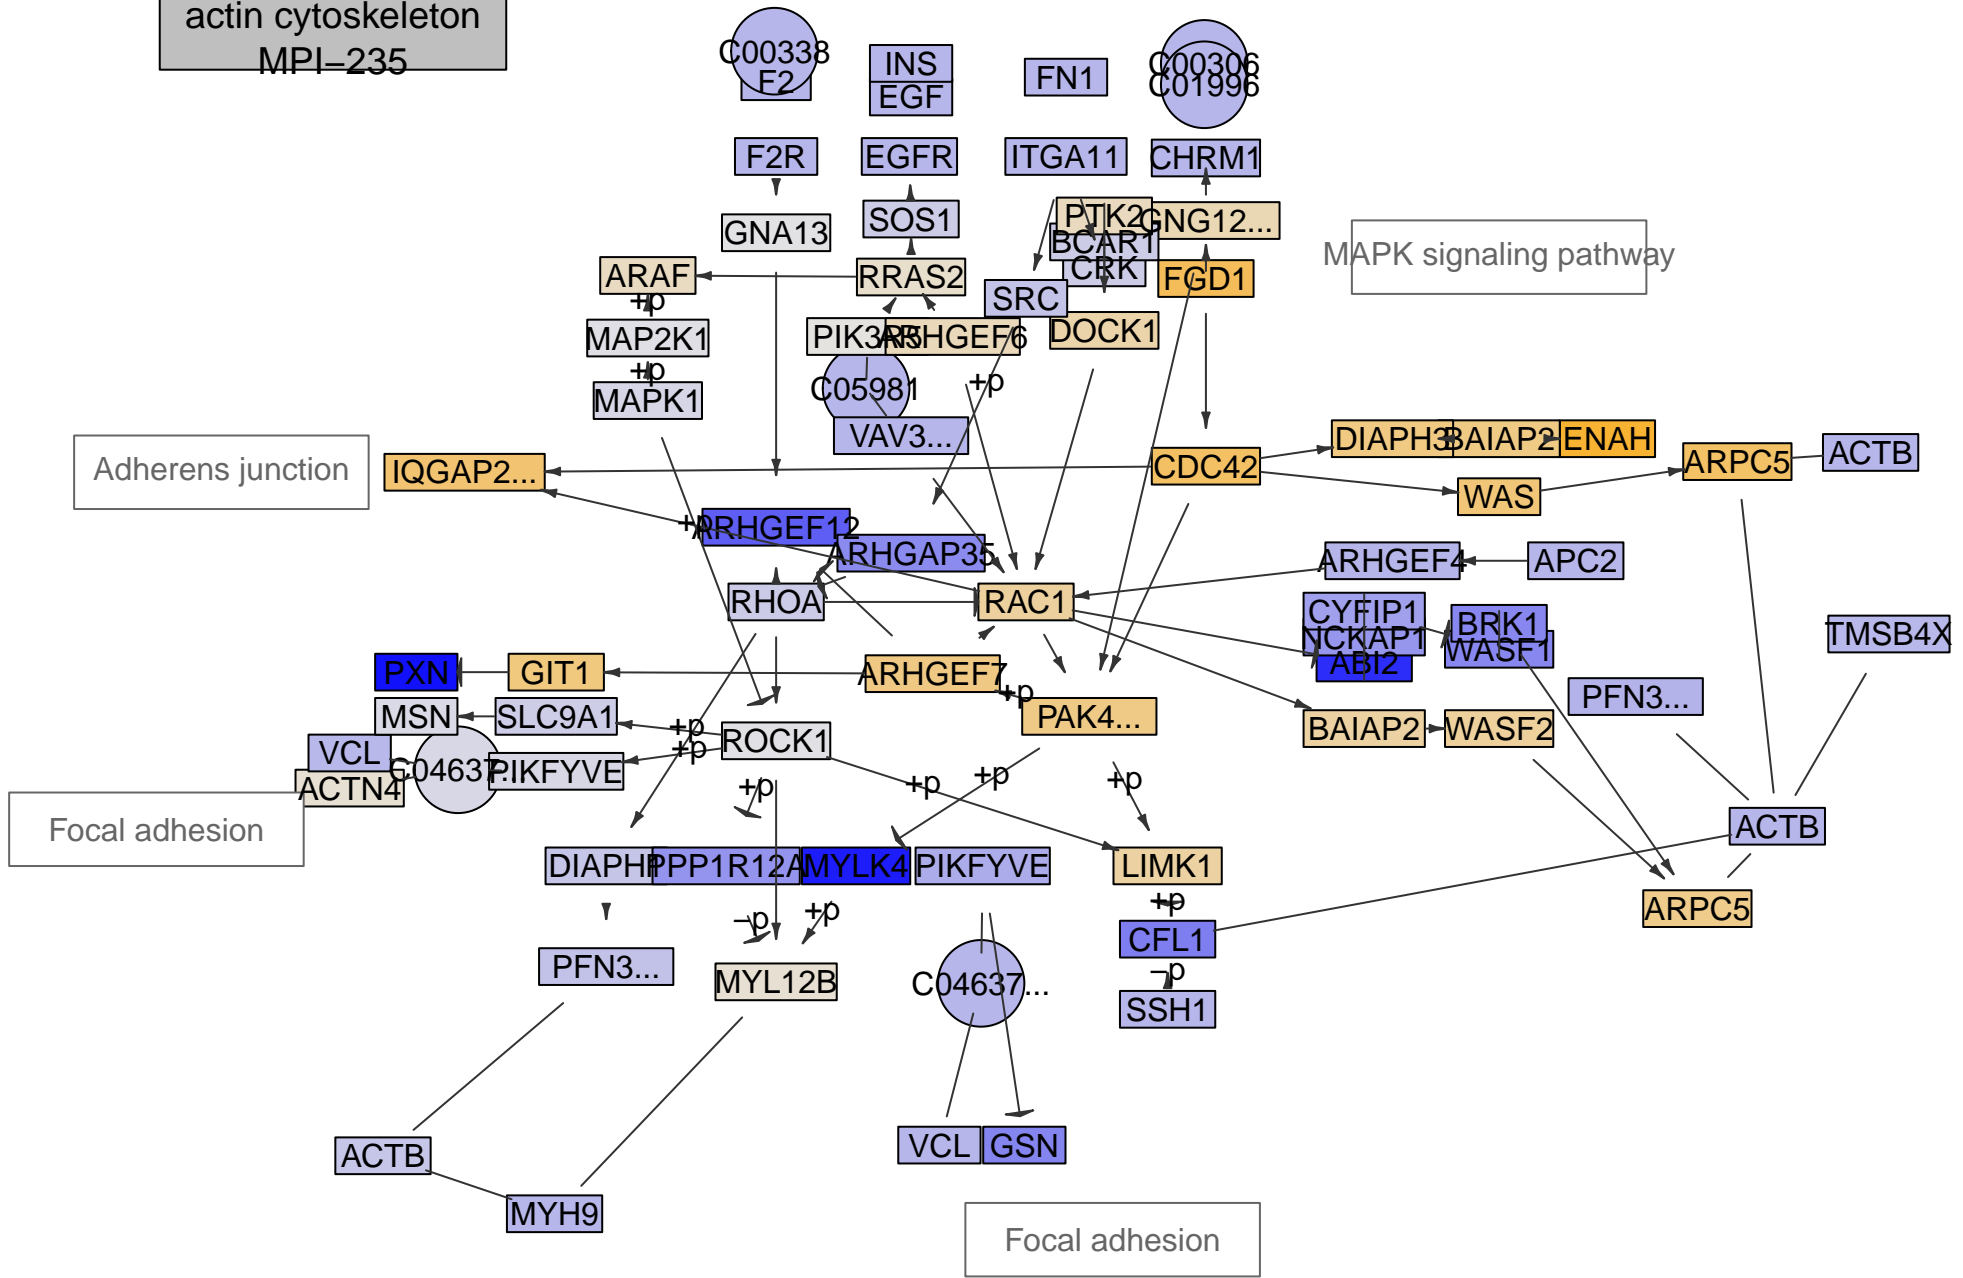 actin cytoskeleton
MPI−235
C00338
F2
INS
EGF
FN1
C00306
C01996
F2R
EGFR
ITGA11
CHRM1
GNA13
SOS1
PTK2
GNG12...
BCAR1
CRK
FGD1
MAPK signaling pathway
ARAF
RRAS2
SRC
+p
MAP2K1
PIK3R5
ARHGEF6
DOCK1
+p
C05981
+p
MAPK1
VAV3...
Adherens junction
IQGAP2...
CDC42
DIAPH3
BAIAP2
ENAH
ARPC5
ACTB
WAS
+p
ARHGEF12
ARHGAP35
ARHGEF4
APC2
RHOA
RAC1
CYFIP1
NCKAP1
ABI2
BRK1
WASF1
TMSB4X
PXN
GIT1
ARHGEF7
+p
PFN3...
MSN
SLC9A1
+p
ROCK1
PAK4...
BAIAP2
WASF2
VCL
ACTN4
C04637...
PIKFYVE
+p
+p
+p
+p
+p
Focal adhesion
ACTB
DIAPH
PPP1R12A
MYLK4
PIKFYVE
LIMK1
+p
ARPC5
−p
+p
CFL1
−p
PFN3...
MYL12B
C04637...
SSH1
ACTB
VCL
GSN
MYH9
Focal adhesion